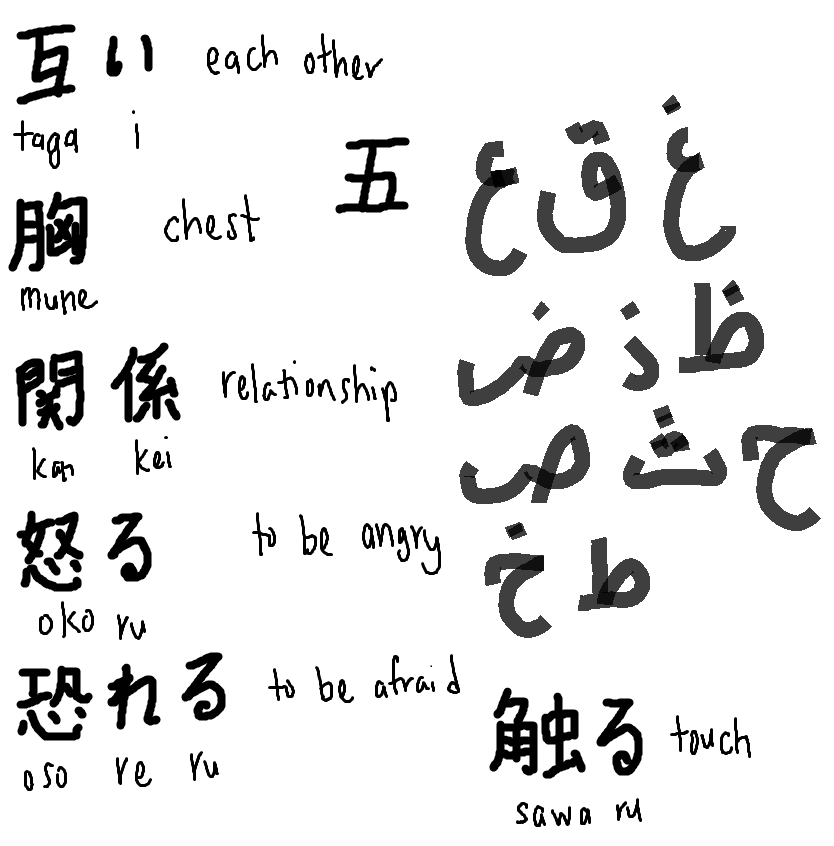 互い each other
taga i
五
胸 chest
mune
関係 relationship
kan kei
怒る to be angry
oko ru
恐れる to be afraid
oso re ru
ع ق غ
ض ذ ظ
ص ث ح
خ ط
触る touch
sawa ru